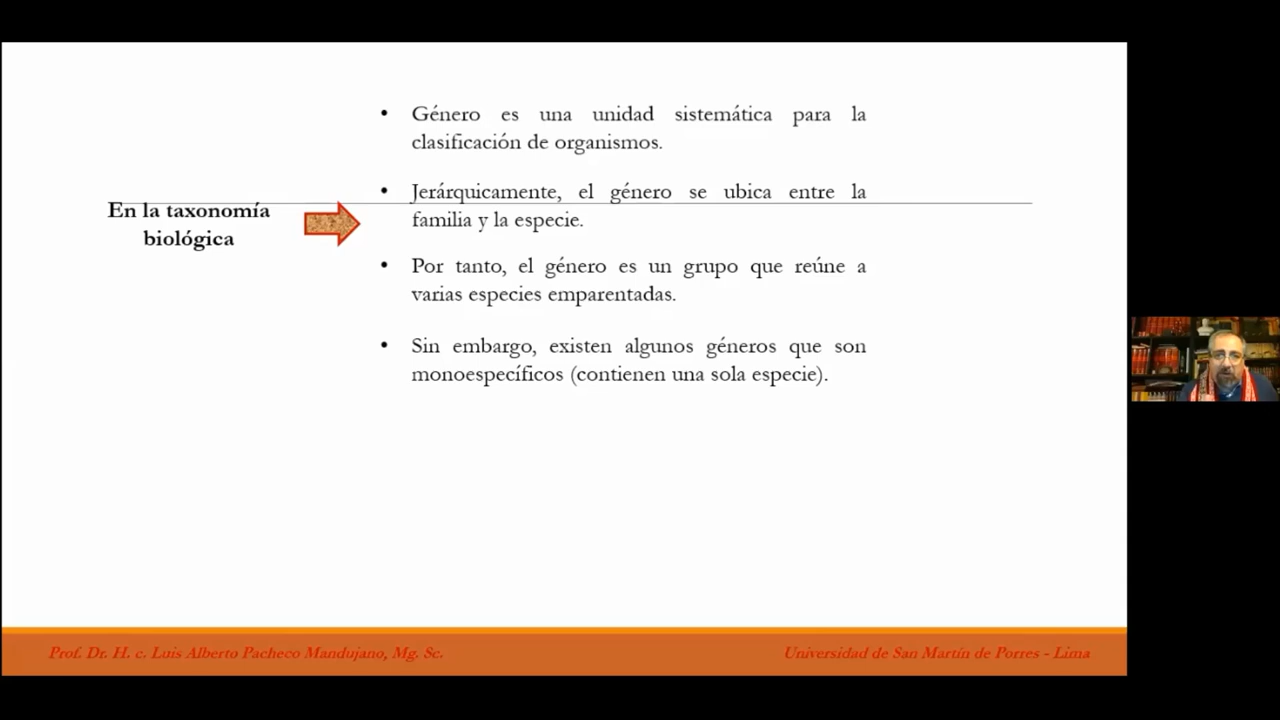 En la taxonomía
biológica
• Género es una unidad sistemática para la
clasificación de organismos.
• Jerárquicamente, el género se ubica entre la
familia y la especie.
• Por tanto, el género es un grupo que reúne a
varias especies emparentadas.
• Sin embargo, existen algunos géneros que son
monoespecíficos (contienen una sola especie).
Prof. Dr. H. c. Luis Alberto Pacheco Mandujano, Mg. Sc.
Universidad de San Martín de Porres - Lima